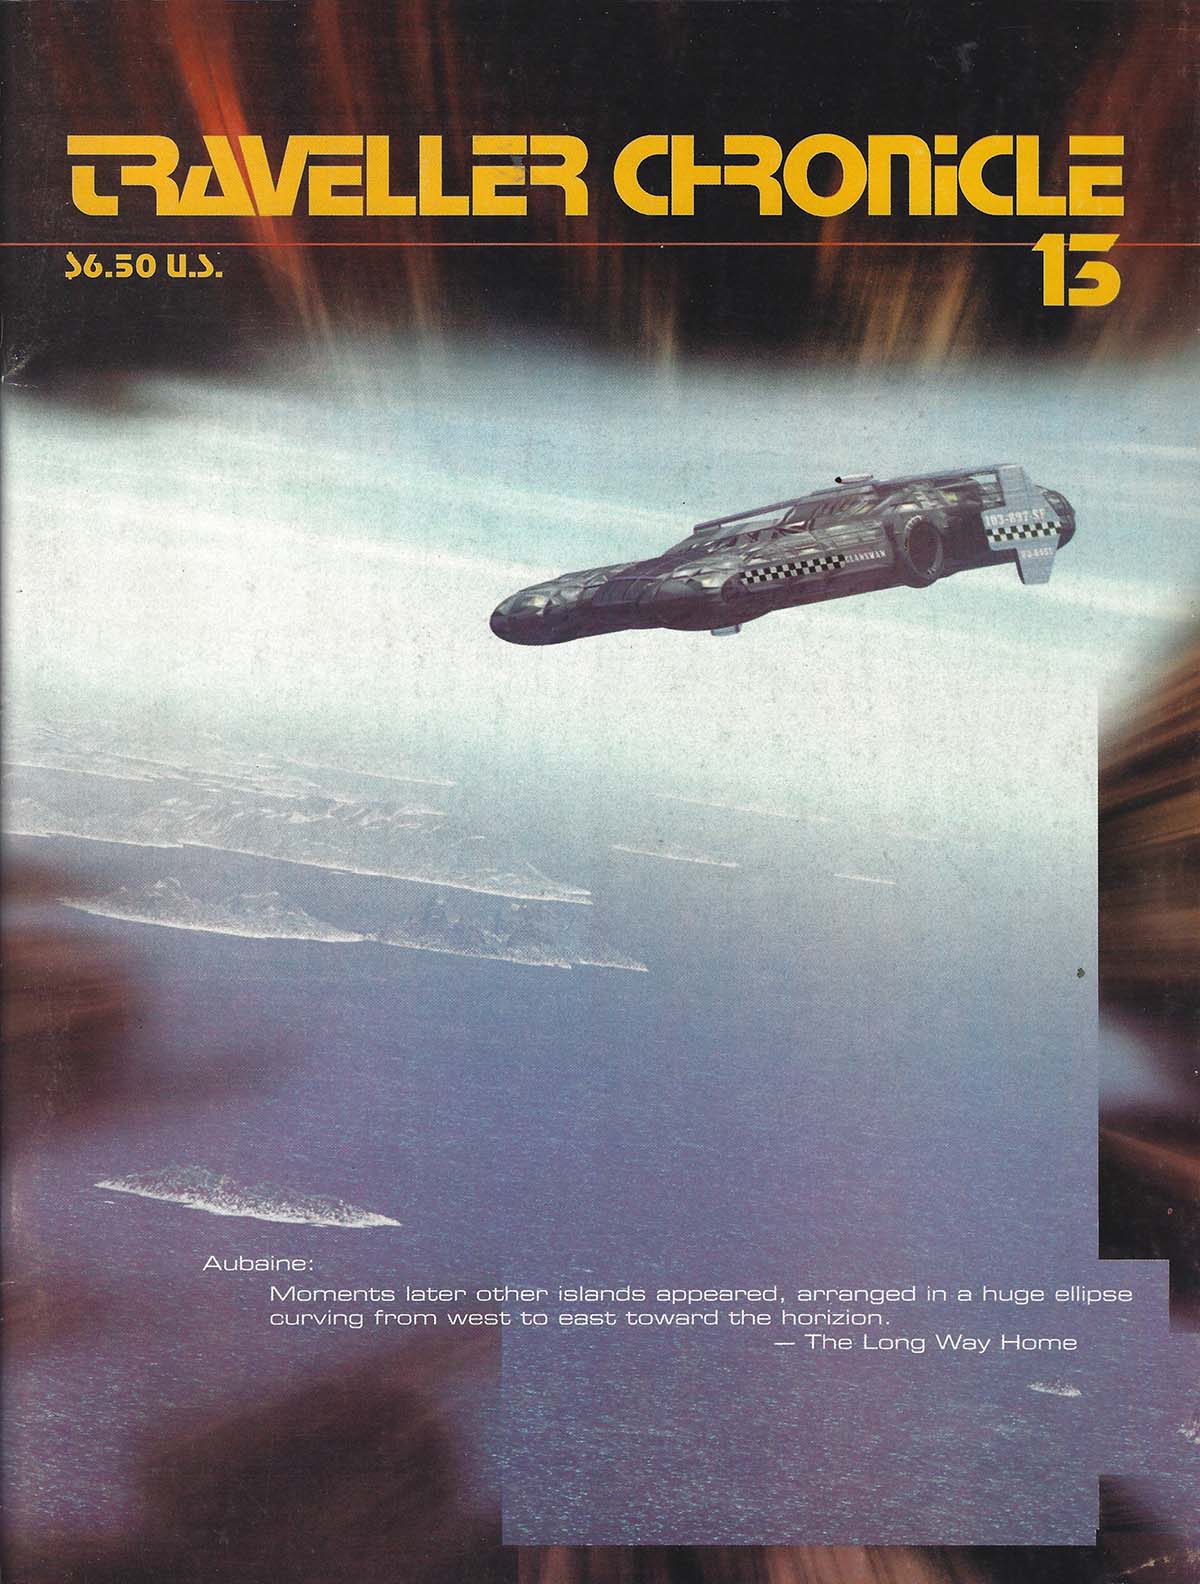 TRAVELLER CHRONICLE
$6.50 U.S.
13
CLANSMAN
Aubaine:
Moments later other islands appeared, arranged in a huge ellipse
curving from west to east toward the horizion.
— The Long Way Home